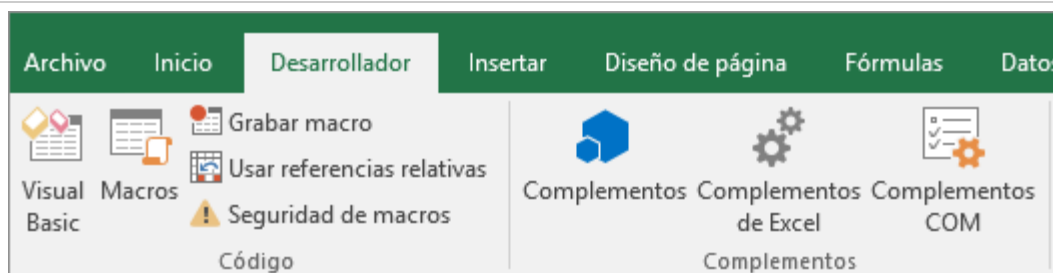 Archivo Inicio Desarrollador Insertar Diseño de página Fórmulas Datos
Grabar macro
Usar referencias relativas
Seguridad de macros
Visual Basic
Macros
Código
Complementos
Complementos de Excel
Complementos COM
Complementos